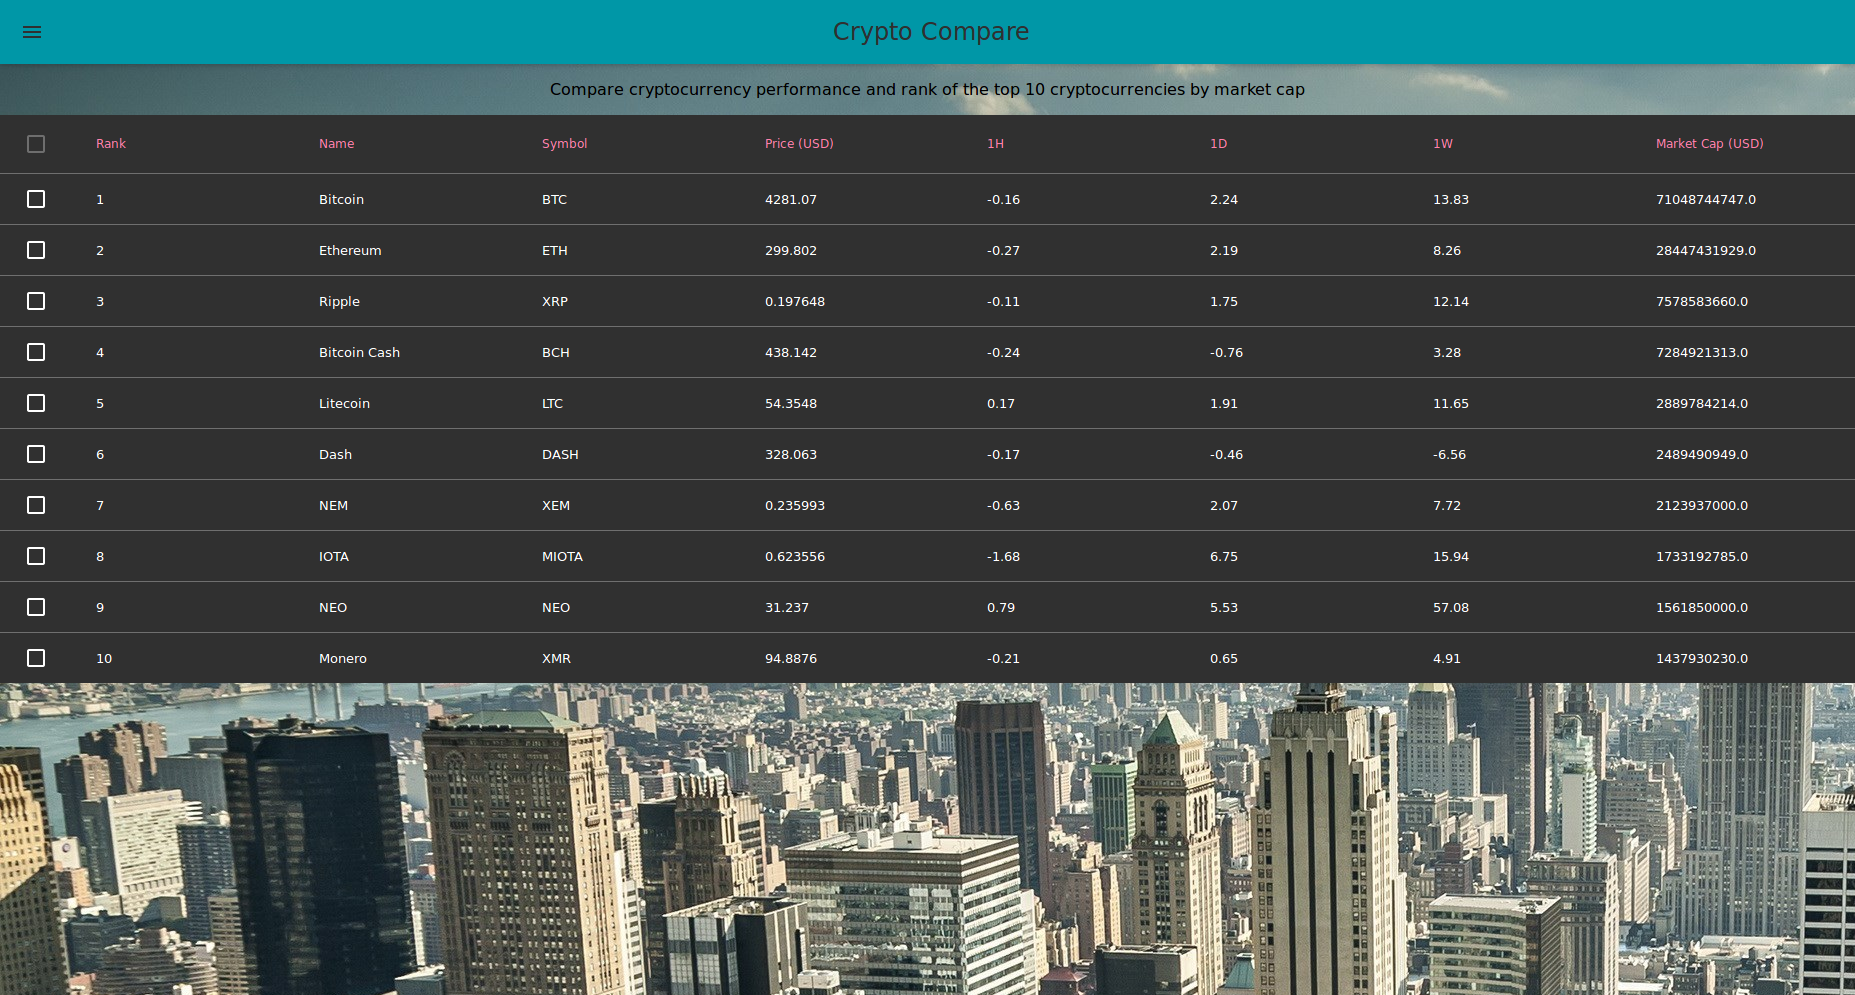 Crypto Compare
Compare cryptocurrency performance and rank of the top 10 cryptocurrencies by market cap
Rank Name Symbol Price (USD) 1H 1D 1W Market Cap (USD)
1 Bitcoin BTC 4281.07 -0.16 2.24 13.83 71048744747.0
2 Ethereum ETH 299.802 -0.27 2.19 8.26 28447431929.0
3 Ripple XRP 0.197648 -0.11 1.75 12.14 7578583660.0
4 Bitcoin Cash BCH 438.142 -0.24 -0.76 3.28 7284921313.0
5 Litecoin LTC 54.3548 0.17 1.91 11.65 2889784214.0
6 Dash DASH 328.063 -0.17 -0.46 -6.56 2489490949.0
7 NEM XEM 0.235993 -0.63 2.07 7.72 2123937000.0
8 IOTA MIOTA 0.623556 -1.68 6.75 15.94 1733192785.0
9 NEO NEO 31.237 0.79 5.53 57.08 1561850000.0
10 Monero XMR 94.8876 -0.21 0.65 4.91 1437930230.0